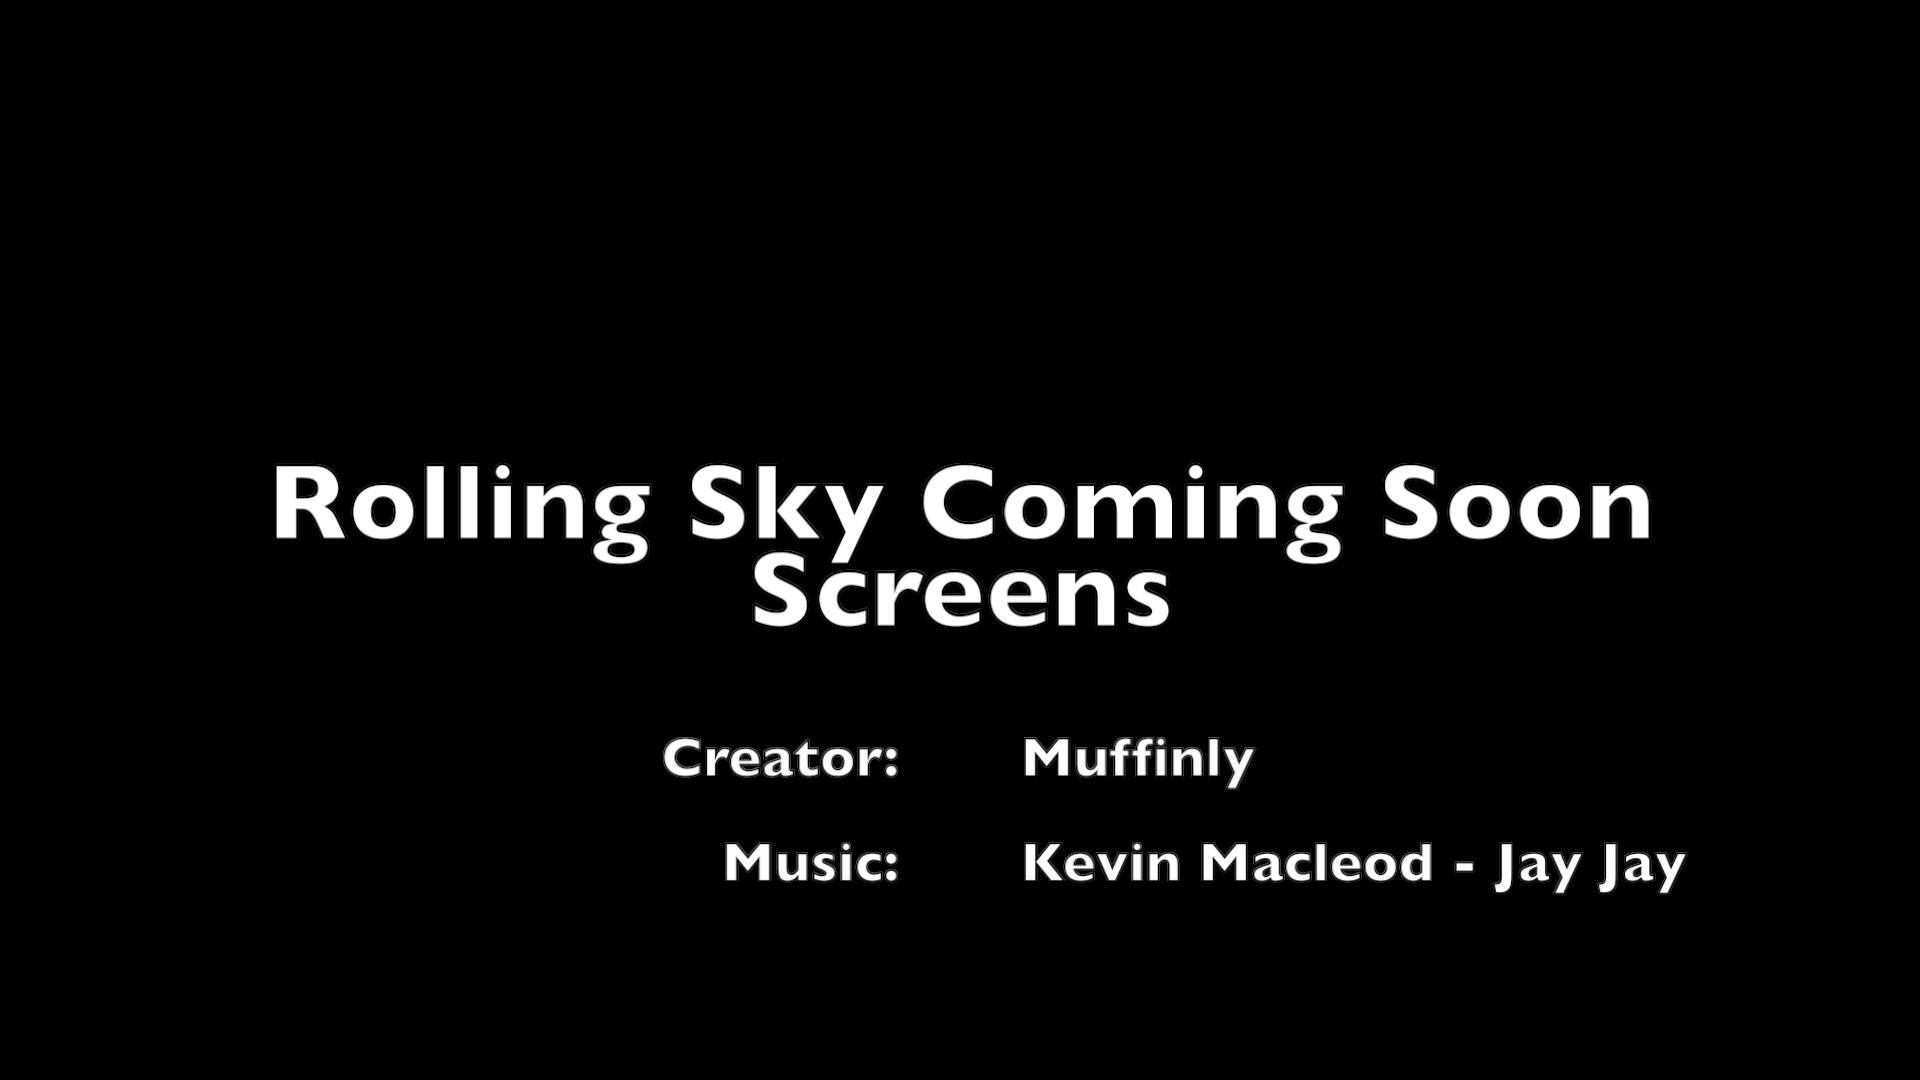 Rolling Sky Coming Soon
Screens
Creator: Muffinly
Music: Kevin Macleod - Jay Jay